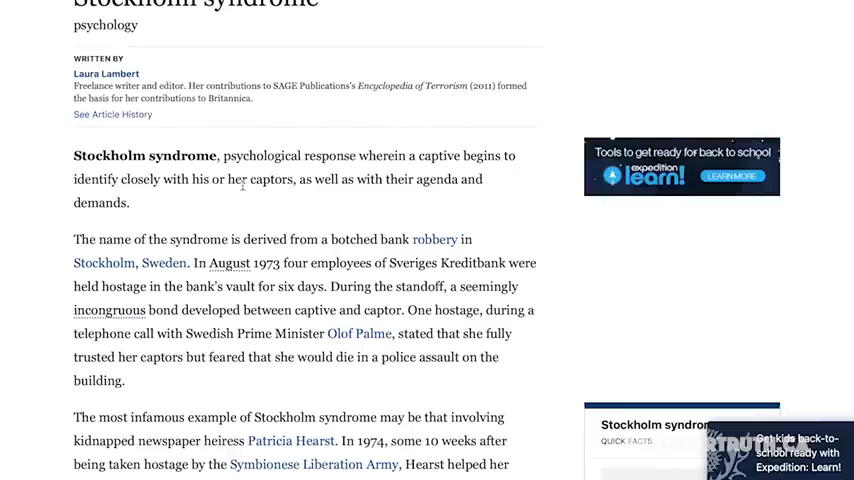 Stockholm syndrome
psychology
WRITTEN BY
Laura Lambert
Freelance writer and editor. Her contributions to SAGE Publications's Encyclopedia of Terrorism (2011) formed
the basis for her contributions to Britannica.
See Article History
Stockholm syndrome, psychological response wherein a captive begins to
identify closely with his or her captors, as well as with their agenda and
demands.
The name of the syndrome is derived from a botched bank robbery in
Stockholm, Sweden. In August 1973 four employees of Sveriges Kreditbank were
held hostage in the bank's vault for six days. During the standoff, a seemingly
incongruous bond developed between captive and captor. One hostage, during a
telephone call with Swedish Prime Minister Olof Palme, stated that she fully
trusted her captors but feared that she would die in a police assault on the
building.
The most infamous example of Stockholm syndrome may be that involving
kidnapped newspaper heiress Patricia Hearst. In 1974, some 10 weeks after
being taken hostage by the Symbionese Liberation Army, Hearst helped her
Tools to get ready for back to school
expedition
learn!
LEARN MORE
Stockholm syndrom
QUICK FACTS
Get kids back-to-
school ready with
Expedition: Learn!